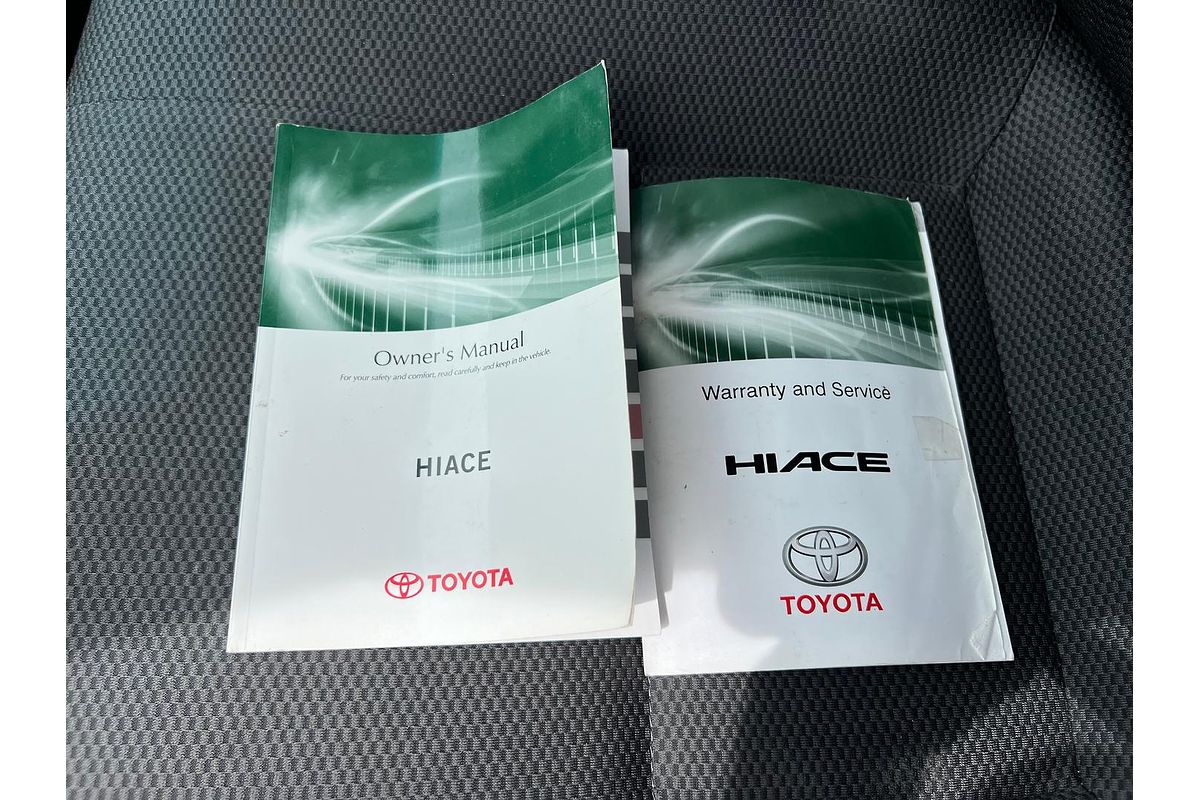 Owner's Manual
For your safety and comfort, read carefully and keep in the vehicle.
HIACE
TOYOTA
Warranty and Service
HIACE
TOYOTA